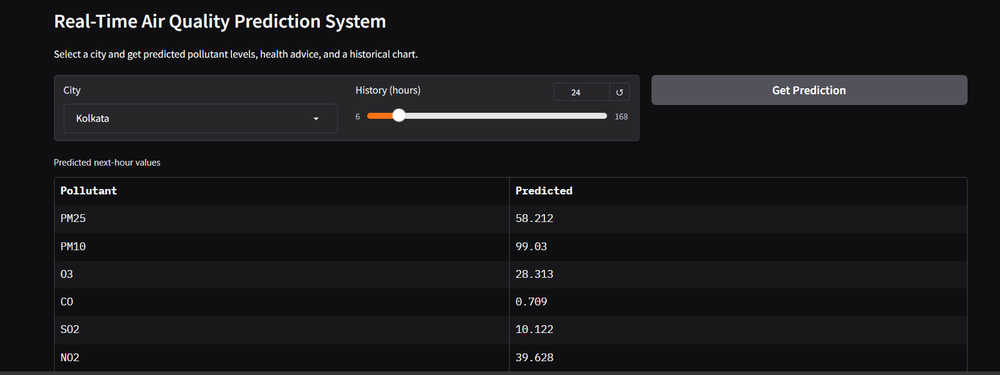 Real-Time Air Quality Prediction System
Select a city and get predicted pollutant levels, health advice, and a historical chart.
City
History (hours)
24
Get Prediction
Kolkata
6
168
Predicted next-hour values
Pollutant Predicted
PM25 58.212
PM10 99.03
O3 28.313
CO 0.709
SO2 10.122
NO2 39.628